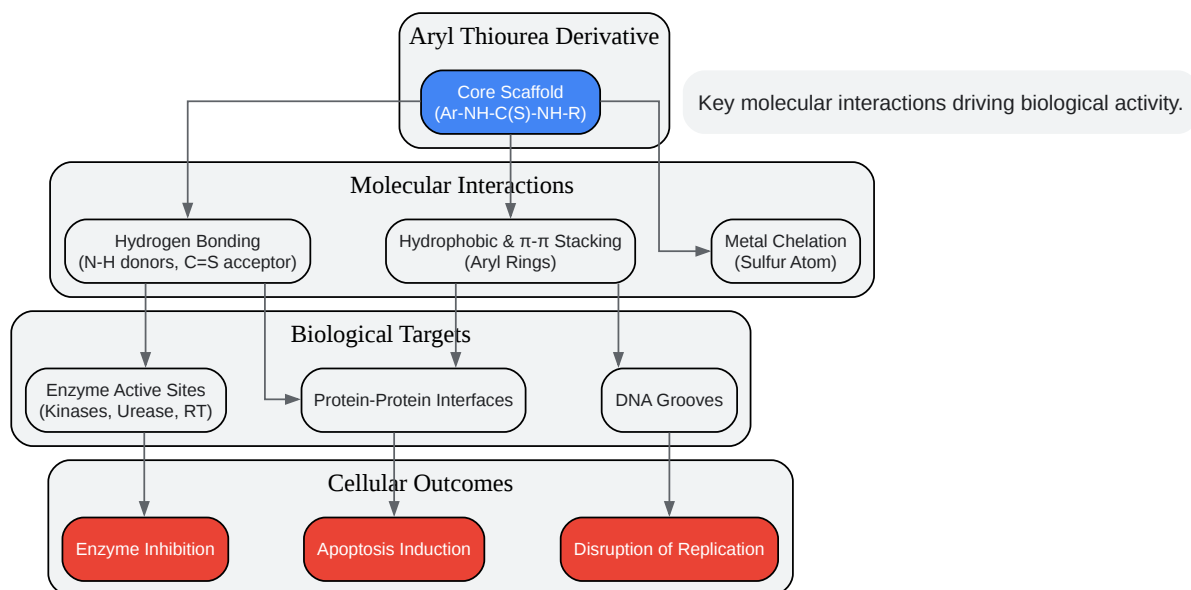 Aryl Thiourea Derivative
Core Scaffold
(Ar-NH-C(S)-NH-R)
Key molecular interactions driving biological activity.
Molecular Interactions
Hydrogen Bonding
(N-H donors, C=S acceptor)
Hydrophobic & π-π Stacking
(Aryl Rings)
Metal Chelation
(Sulfur Atom)
Biological Targets
Enzyme Active Sites
(Kinases, Urease, RT)
Protein-Protein Interfaces
DNA Grooves
Cellular Outcomes
Enzyme Inhibition
Apoptosis Induction
Disruption of Replication